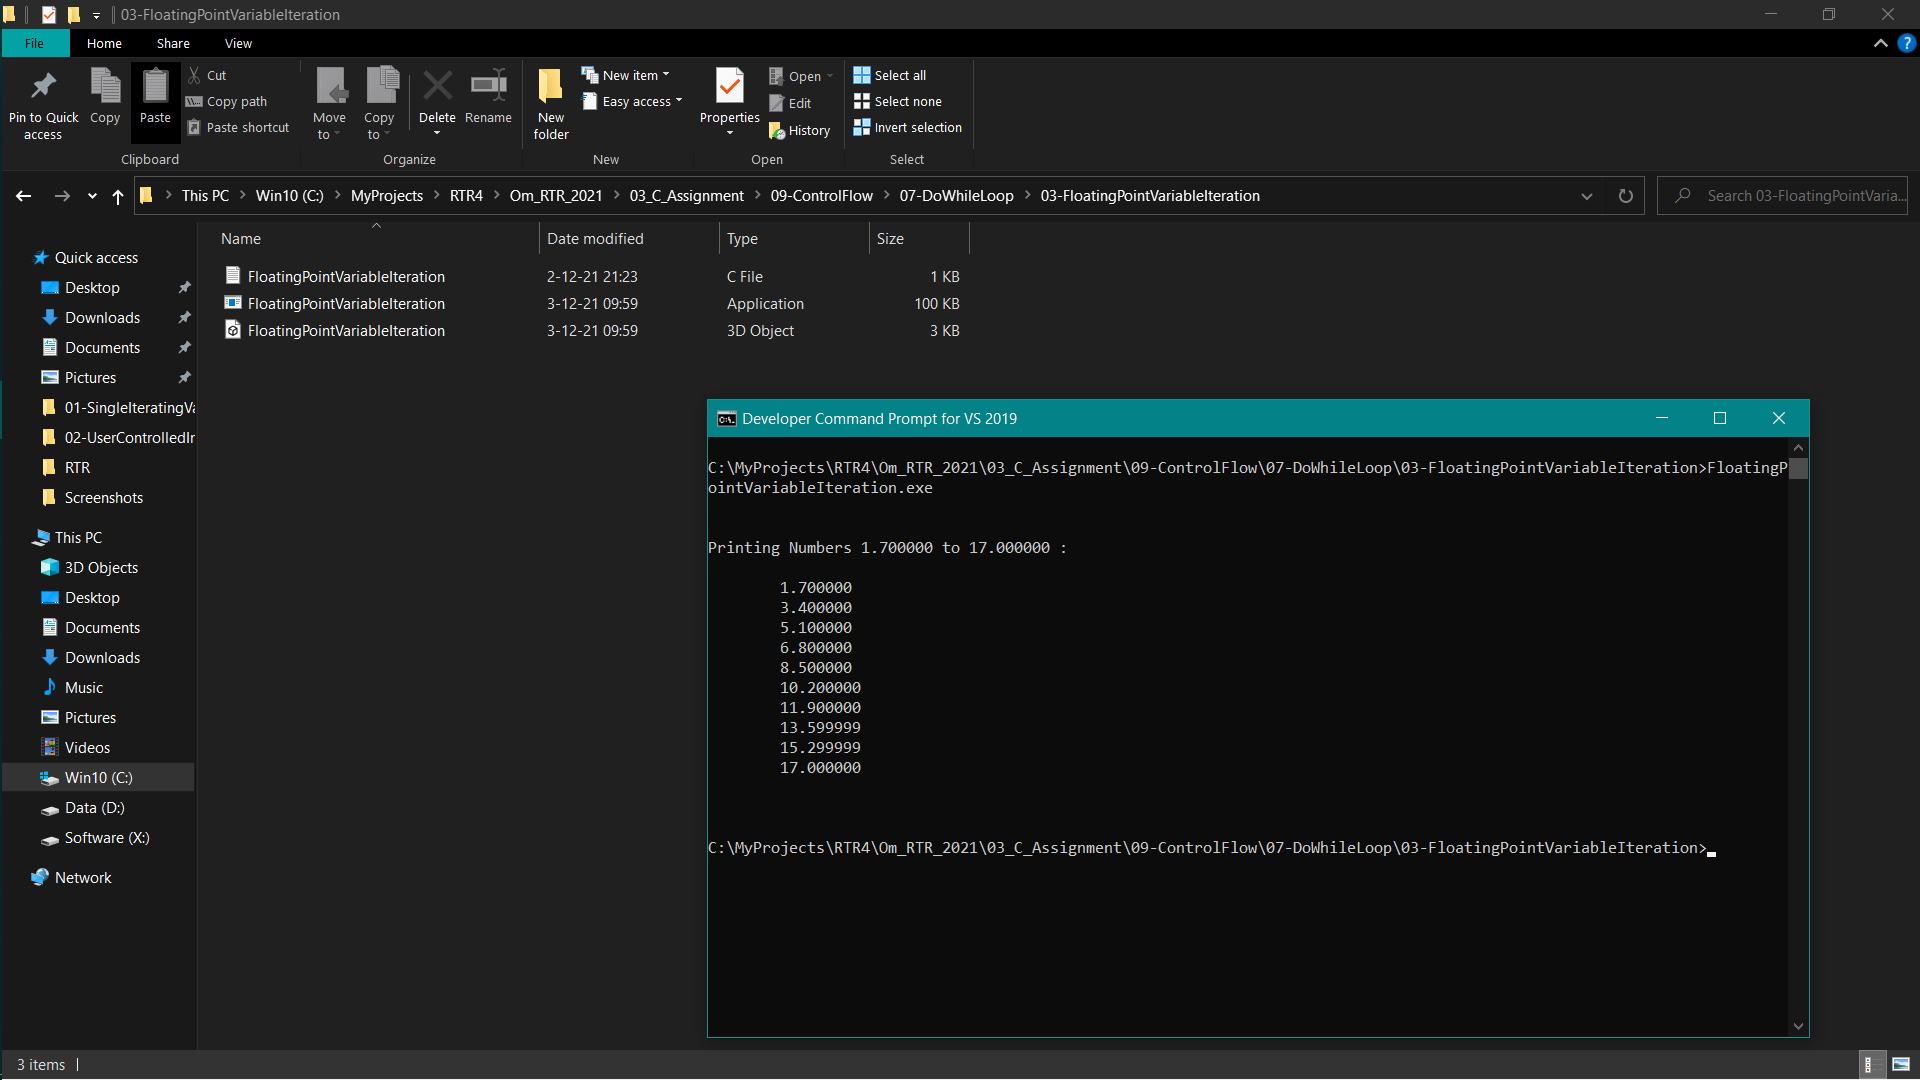 03-FloatingPointVariableIteration
File Home Share View
Pin to Quick access
Copy
Paste
Cut
Copy path
Paste shortcut
Clipboard
Move to
Copy to
Delete
Rename
Organize
New folder
New item
Easy access
New
Properties
Open
Edit
History
Open
Select all
Select none
Invert selection
Select
This PC > Win10 (C:) > MyProjects > RTR4 > Om_RTR_2021 > 03_C_Assignment > 09-ControlFlow > 07-DoWhileLoop > 03-FloatingPointVariableIteration
Search 03-FloatingPointVaria...
Name Date modified Type Size
FloatingPointVariableIteration 2-12-21 21:23 C File 1 KB
FloatingPointVariableIteration 3-12-21 09:59 Application 100 KB
FloatingPointVariableIteration 3-12-21 09:59 3D Object 3 KB
Quick access
Desktop
Downloads
Documents
Pictures
01-SingleIteratingVa
02-UserControlledIn
RTR
Screenshots
This PC
3D Objects
Desktop
Documents
Downloads
Music
Pictures
Videos
Win10 (C:)
Data (D:)
Software (X:)
Network
3 items
Developer Command Prompt for VS 2019
C:\MyProjects\RTR4\Om_RTR_2021\03_C_Assignment\09-ControlFlow\07-DoWhileLoop\03-FloatingPointVariableIteration>FloatingP
ointVariableIteration.exe
Printing Numbers 1.700000 to 17.000000 :
1.700000
3.400000
5.100000
6.800000
8.500000
10.200000
11.900000
13.599999
15.299999
17.000000
C:\MyProjects\RTR4\Om_RTR_2021\03_C_Assignment\09-ControlFlow\07-DoWhileLoop\03-FloatingPointVariableIteration>